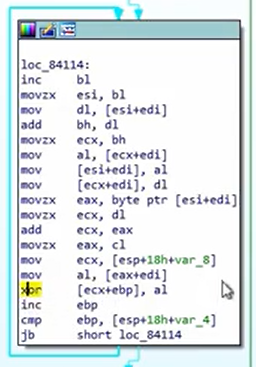 loc_84114:
inc bl
movzx esi, bl
mov dl, [esi+edi]
add bh, dl
movzx ecx, bh
mov al, [ecx+edi]
mov [esi+edi], al
mov [ecx+edi], dl
movzx eax, byte ptr [esi+edi]
movzx ecx, dl
add ecx, eax
movzx eax, cl
mov ecx, [esp+18h+var_8]
mov al, [eax+edi]
xor [ecx+ebp], al
inc ebp
cmp ebp, [esp+18h+var_4]
jb short loc_84114